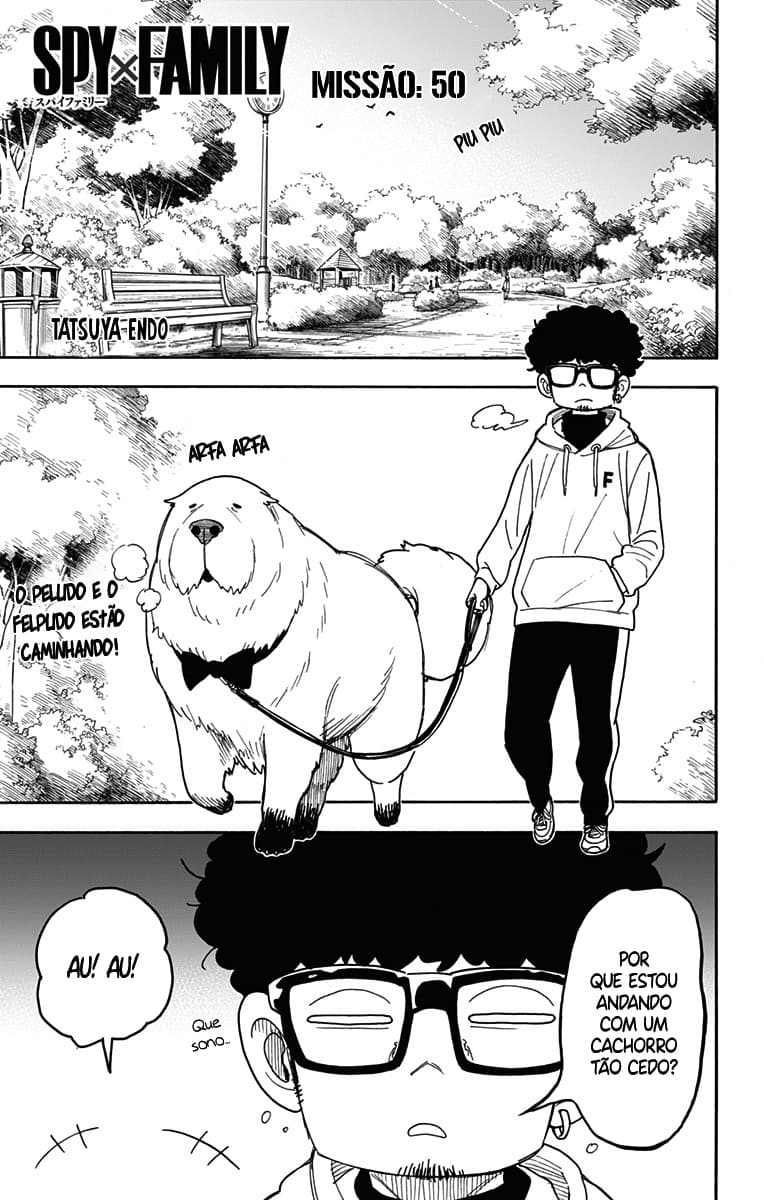 SPY×FAMILY
スパイファミリー
MISSÃO: 50
PIU PIU
TATSUYA ENDO
ARFA ARFA
F
O PELUDO E O
FELPUDO ESTÃO
CAMINHANDO!
AU! AU!
POR
QUE ESTOU
ANDANDO
COM UM
CACHORRO
TÃO CEDO?
Que
sono...